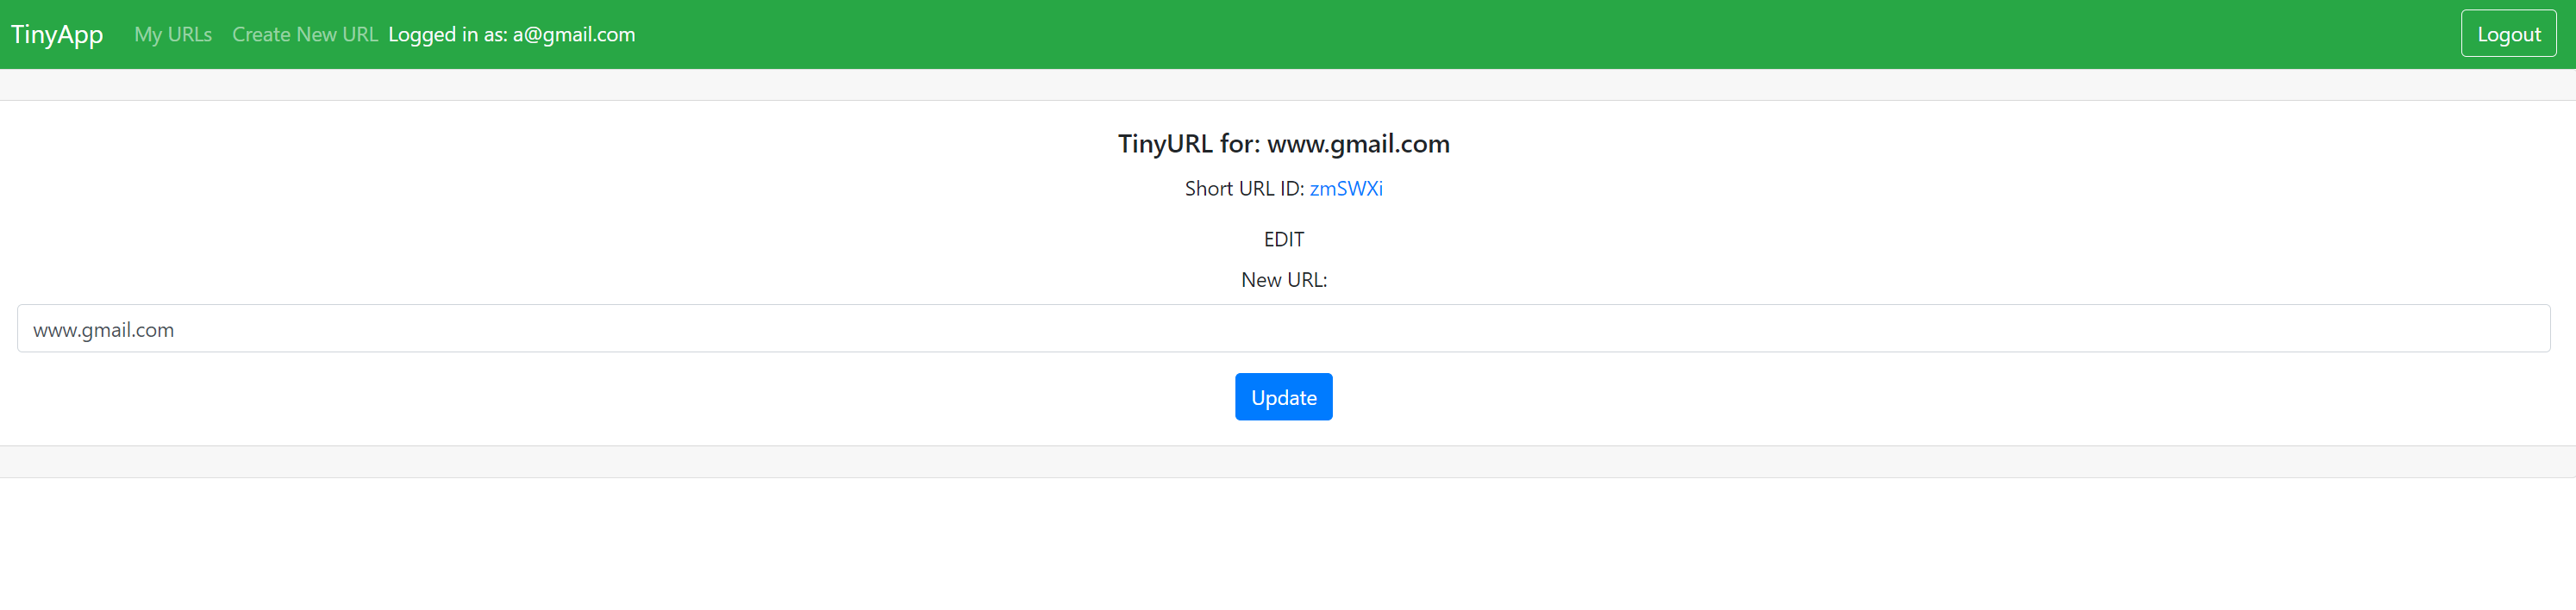 TinyApp My URLs Create New URL Logged in as: a@gmail.com Logout
TinyURL for: www.gmail.com
Short URL ID: zmSWXi
EDIT
New URL:
www.gmail.com
Update